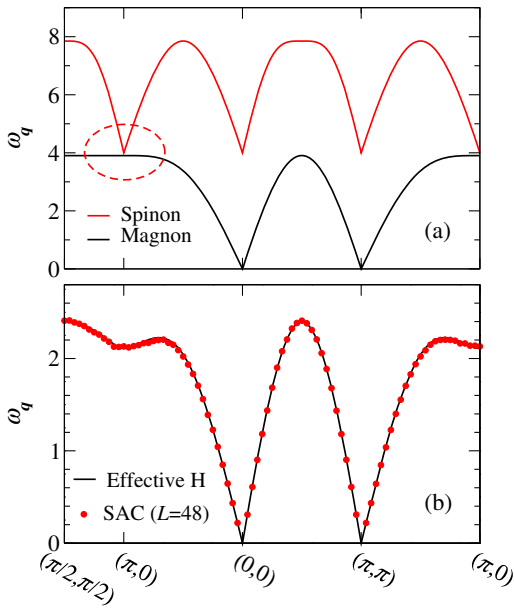 8
6
4
2
0
ω_q
Spinon
Magnon
(a)
2
1
0
ω_q
Effective H
SAC (L=48)
(b)
(π/2,π/2)
(π,0)
(0,0)
(π,π)
(π,0)